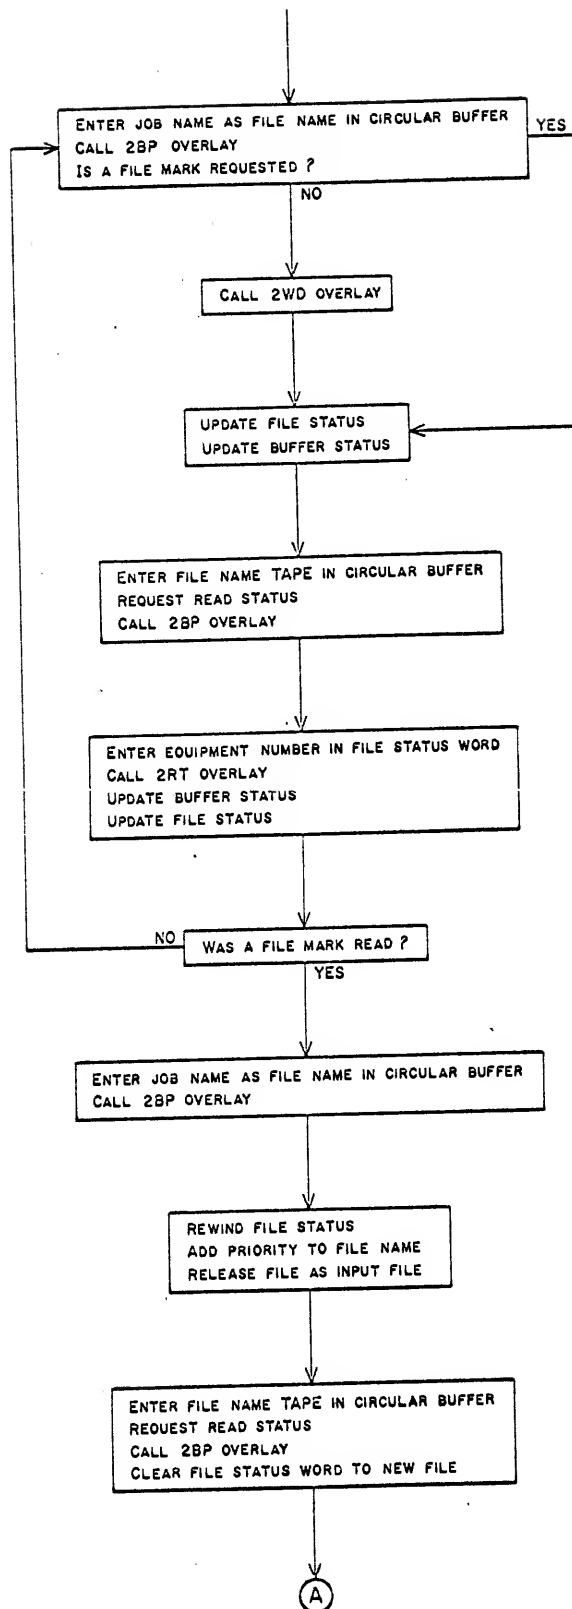 ENTER JOB NAME AS FILE NAME IN CIRCULAR BUFFER
CALL 2BP OVERLAY
IS A FILE MARK REQUESTED ?
YES
NO
CALL 2WD OVERLAY
UPDATE FILE STATUS
UPDATE BUFFER STATUS
ENTER FILE NAME TAPE IN CIRCULAR BUFFER
REQUEST READ STATUS
CALL 2BP OVERLAY
ENTER EQUIPMENT NUMBER IN FILE STATUS WORD
CALL 2RT OVERLAY
UPDATE BUFFER STATUS
UPDATE FILE STATUS
NO
WAS A FILE MARK READ ?
YES
ENTER JOB NAME AS FILE NAME IN CIRCULAR BUFFER
CALL 2BP OVERLAY
REWIND FILE STATUS
ADD PRIORITY TO FILE NAME
RELEASE FILE AS INPUT FILE
ENTER FILE NAME TAPE IN CIRCULAR BUFFER
REQUEST READ STATUS
CALL 2BP OVERLAY
CLEAR FILE STATUS WORD TO NEW FILE
A